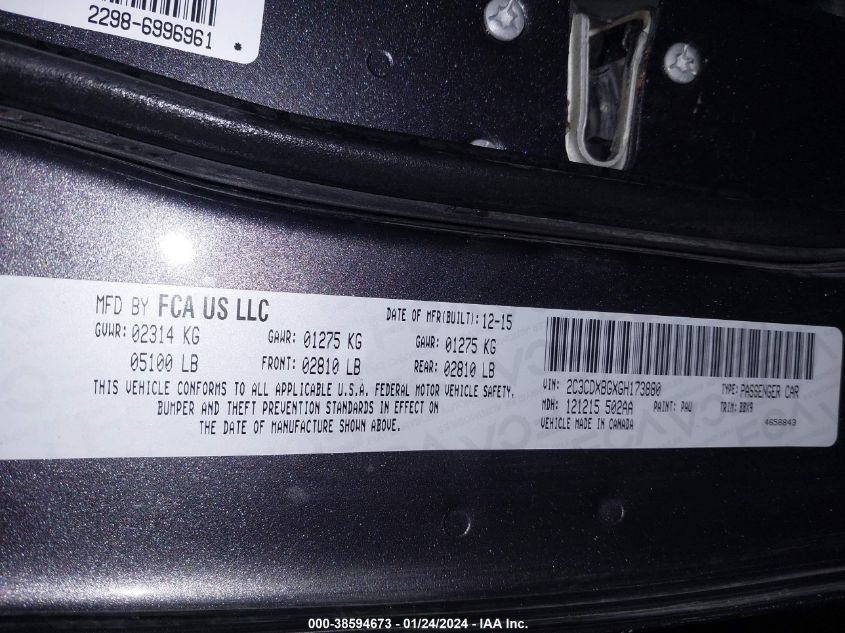 2298-6996961 *
MFD BY FCA US LLC
DATE OF MFR(BUILT): 12-15
GVWR: 02314 KG GAWR: 01275 KG GAWR: 01275 KG
05100 LB FRONT: 02810 LB REAR: 02810 LB
THIS VEHICLE CONFORMS TO ALL APPLICABLE U.S.A. FEDERAL MOTOR VEHICLE SAFETY,
BUMPER AND THEFT PREVENTION STANDARDS IN EFFECT ON
THE DATE OF MANUFACTURE SHOWN ABOVE.
VIN: 2C3CDXBGXGH173880 TYPE: PASSENGER CAR
MDH: 121215 502AA PAINT: PAU TRIM: BBX9
VEHICLE MADE IN CANADA 4658843
000-38594673 - 01/24/2024 - IAA Inc.